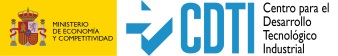 MINISTERIO
DE ECONOMÍA
Y COMPETITIVIDAD
CDTI
Centro para el
Desarrollo
Tecnológico
Industrial